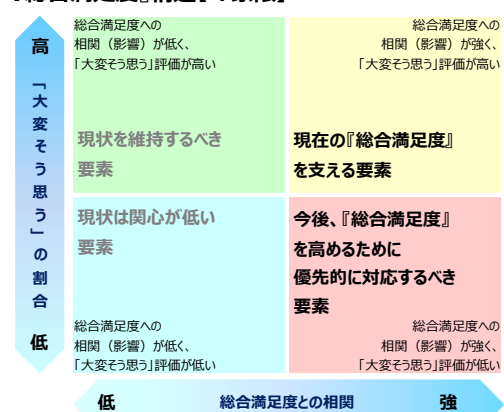 高
「大変そう思う」の割合
低
総合満足度への
相関（影響）が低く、
「大変そう思う」評価が高い
現状を維持するべき
要素
総合満足度への
相関（影響）が強く、
「大変そう思う」評価が高い
現在の『総合満足度』
を支える要素
現状は関心が低い
要素
総合満足度への
相関（影響）が低く、
「大変そう思う」評価が低い
今後、『総合満足度』
を高めるために
優先的に対応するべき
要素
総合満足度への
相関（影響）が強く、
「大変そう思う」評価が低い
低
総合満足度との相関
強